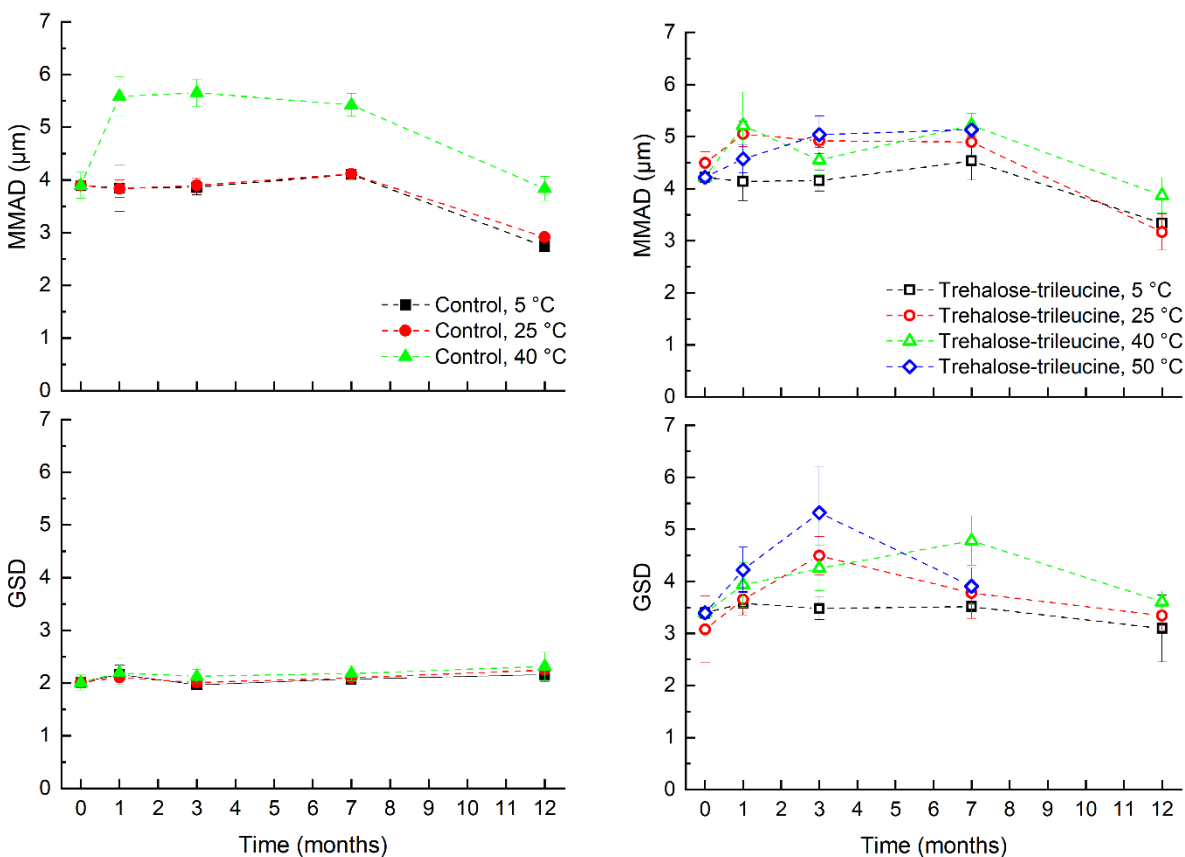 7
6
5
4
3
2
1
0
MMAD (µm)
Control, 5 °C
Control, 25 °C
Control, 40 °C
7
6
5
4
3
2
1
0
MMAD (µm)
Trehalose-trileucine, 5 °C
Trehalose-trileucine, 25 °C
Trehalose-trileucine, 40 °C
Trehalose-trileucine, 50 °C
7
6
5
4
3
2
1
0
GSD
0 1 2 3 4 5 6 7 8 9 10 11 12
Time (months)
7
6
5
4
3
2
1
0
GSD
0 1 2 3 4 5 6 7 8 9 10 11 12
Time (months)